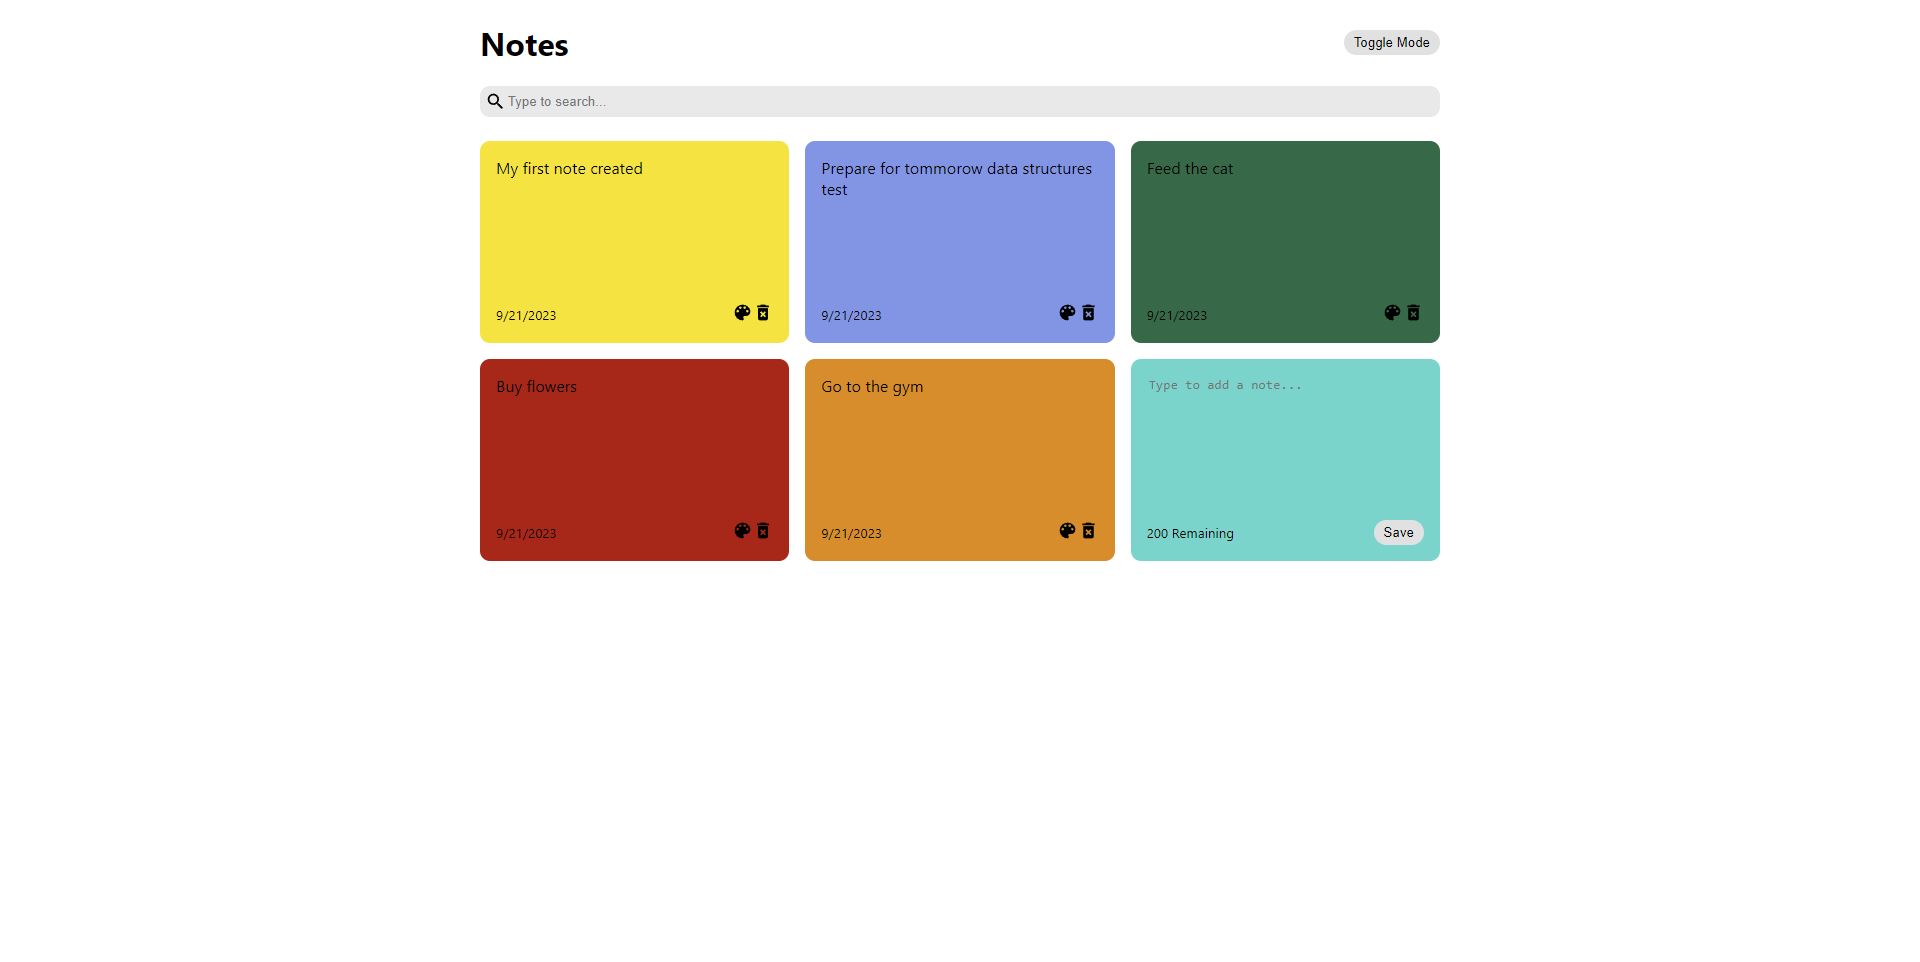 Notes
Toggle Mode
Type to search...
My first note created
9/21/2023
Prepare for tommorow data structures
test
9/21/2023
Feed the cat
9/21/2023
Buy flowers
9/21/2023
Go to the gym
9/21/2023
Type to add a note...
200 Remaining
Save